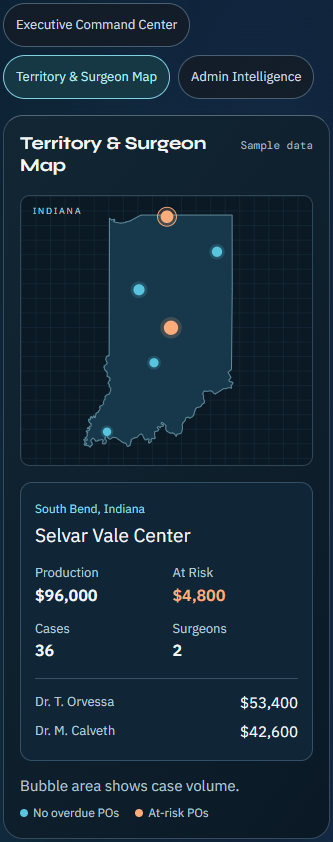 Executive Command Center
Territory & Surgeon Map
Admin Intelligence
Territory & Surgeon
Map
Sample data
INDIANA
South Bend, Indiana
Selvar Vale Center
Production
At Risk
$96,000
$4,800
Cases
Surgeons
36
2
Dr. T. Orvessa
$53,400
Dr. M. Calveth
$42,600
Bubble area shows case volume.
No overdue POs
At-risk POs